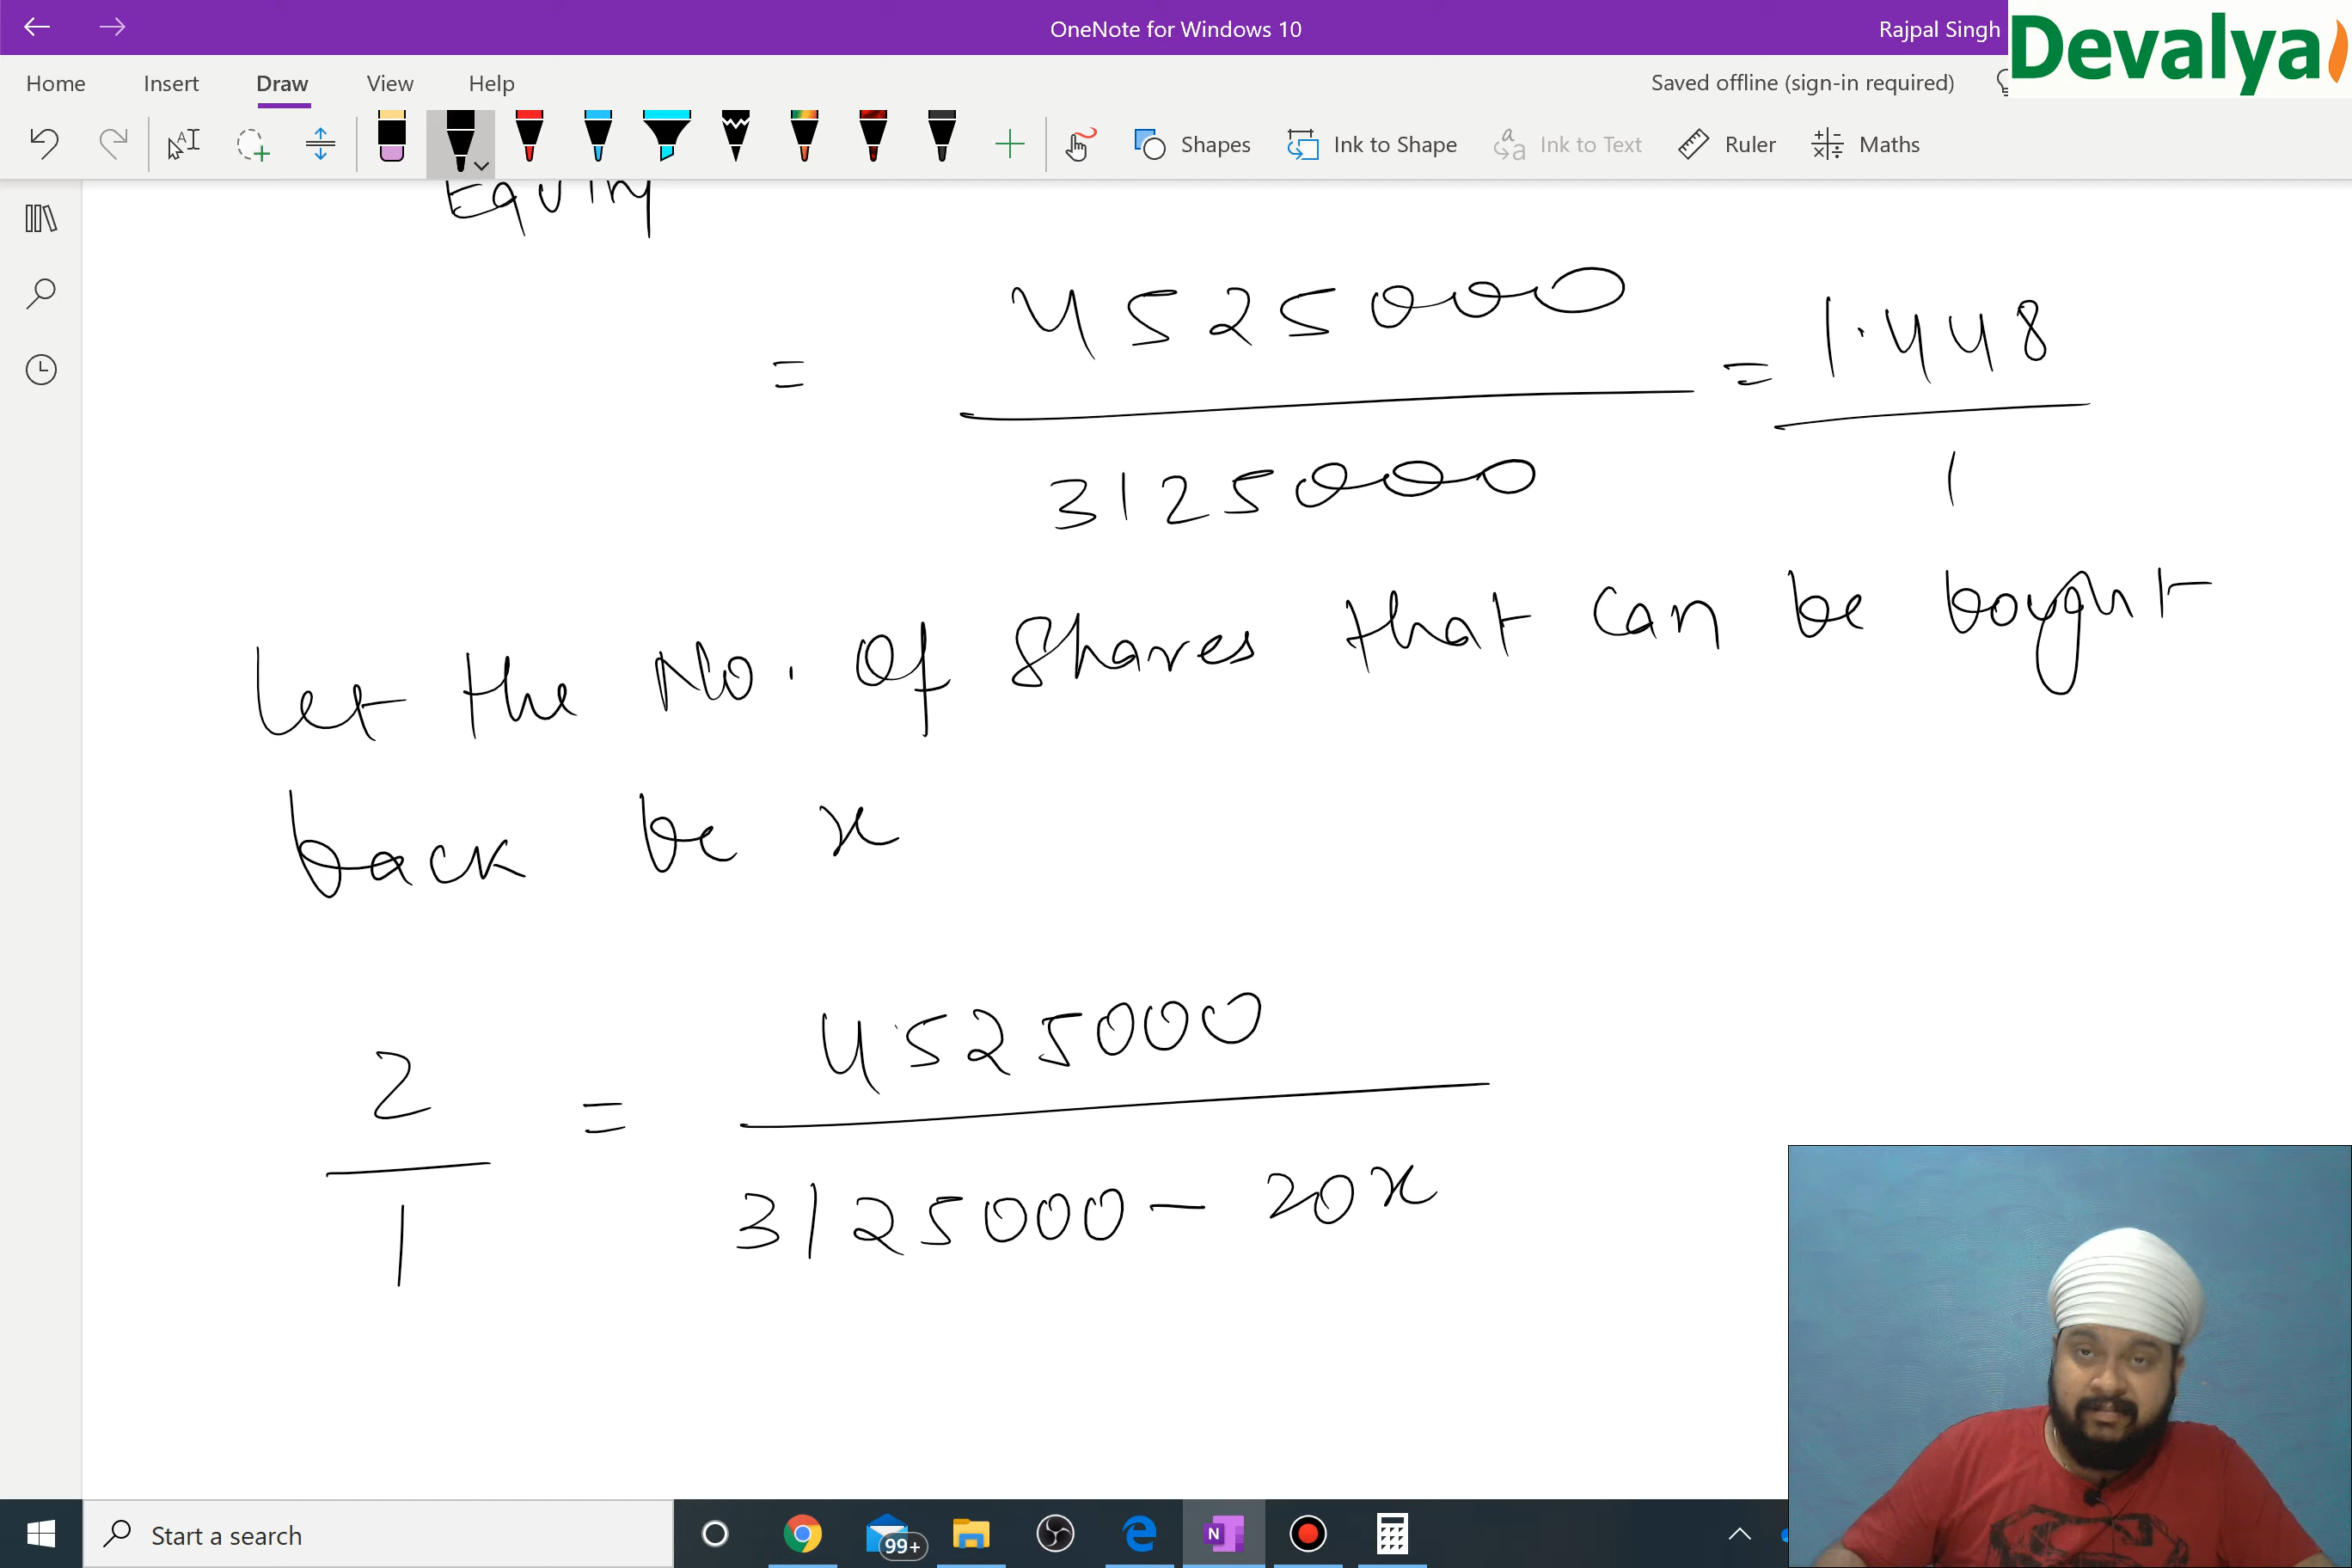 OneNote for Windows 10
Rajpal Singh
Devalya
Home Insert Draw View Help
Saved offline (sign-in required)
Shapes Ink to Shape Ink to Text Ruler Maths
Equity
= 4525000 / 3125000 = 1.448 / 1
Let the No. of Shares that can be bought
back be x
2 / 1 = 4525000 / 3125000 - 20x
Start a search
99+